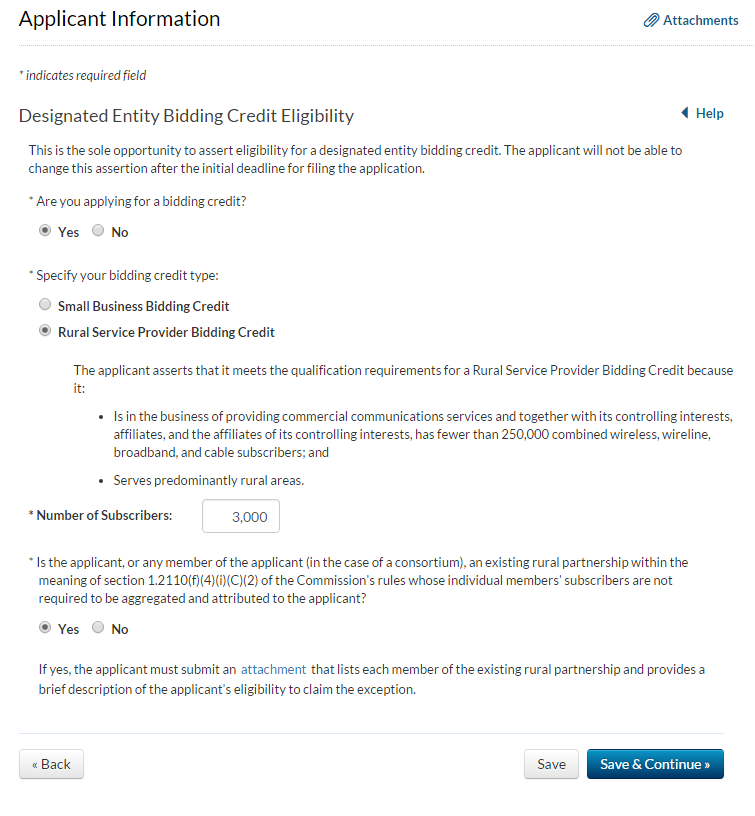 Applicant Information
Attachments
* indicates required field
Designated Entity Bidding Credit Eligibility
Help
This is the sole opportunity to assert eligibility for a designated entity bidding credit. The applicant will not be able to
change this assertion after the initial deadline for filing the application.
* Are you applying for a bidding credit?
Yes No
* Specify your bidding credit type:
Small Business Bidding Credit
Rural Service Provider Bidding Credit
The applicant asserts that it meets the qualification requirements for a Rural Service Provider Bidding Credit because
it:
• Is in the business of providing commercial communications services and together with its controlling interests,
affiliates, and the affiliates of its controlling interests, has fewer than 250,000 combined wireless, wireline,
broadband, and cable subscribers; and
• Serves predominantly rural areas.
* Number of Subscribers: 3,000
* Is the applicant, or any member of the applicant (in the case of a consortium), an existing rural partnership within the
meaning of section 1.2110(f)(4)(i)(C)(2) of the Commission's rules whose individual members' subscribers are not
required to be aggregated and attributed to the applicant?
Yes No
If yes, the applicant must submit an attachment that lists each member of the existing rural partnership and provides a
brief description of the applicant's eligibility to claim the exception.
« Back Save Save & Continue »